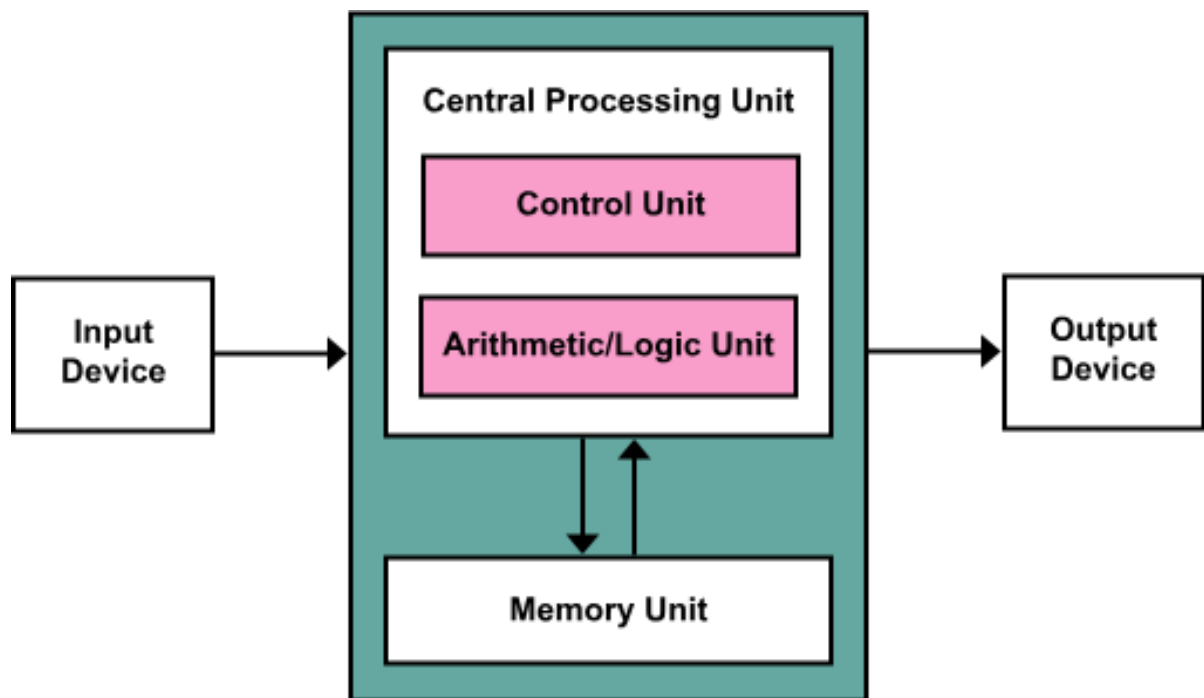 Central Processing Unit
Control Unit
Arithmetic/Logic Unit
Input
Device
Output
Device
Memory Unit